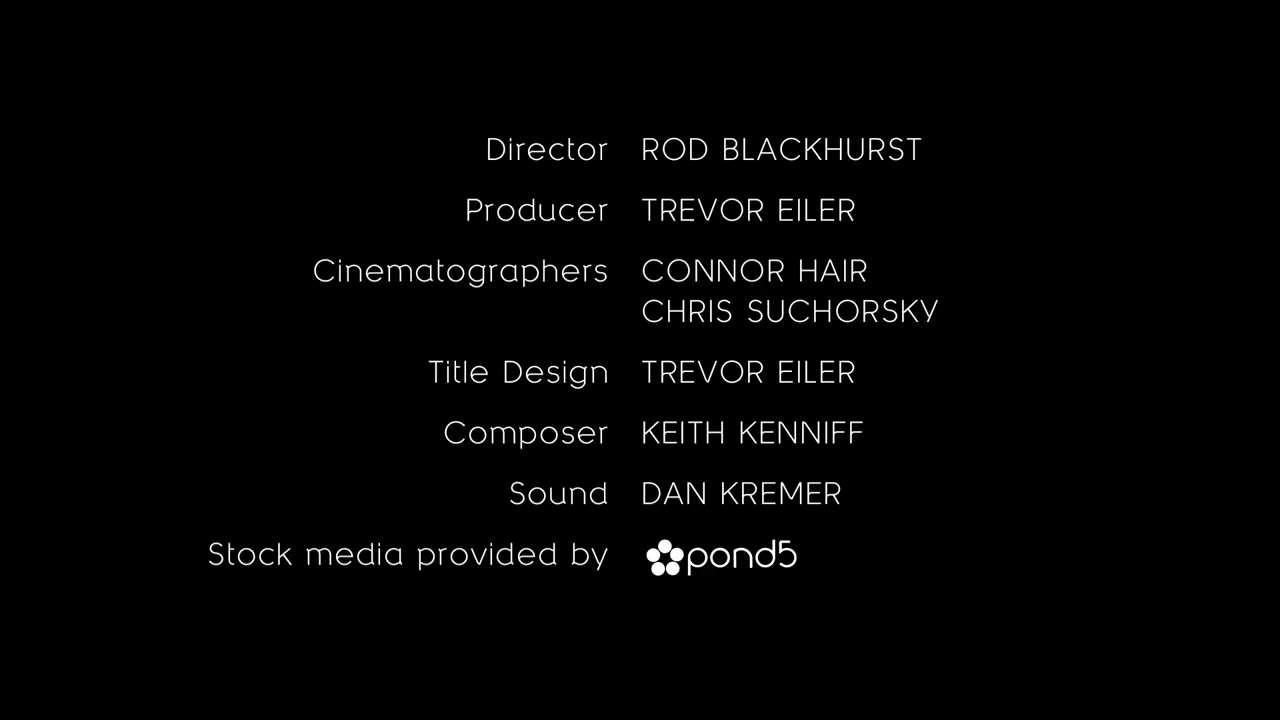 Director ROD BLACKHURST
Producer TREVOR EILER
Cinematographers CONNOR HAIR
CHRIS SUCHORSKY
Title Design TREVOR EILER
Composer KEITH KENNIFF
Sound DAN KREMER
Stock media provided by pond5